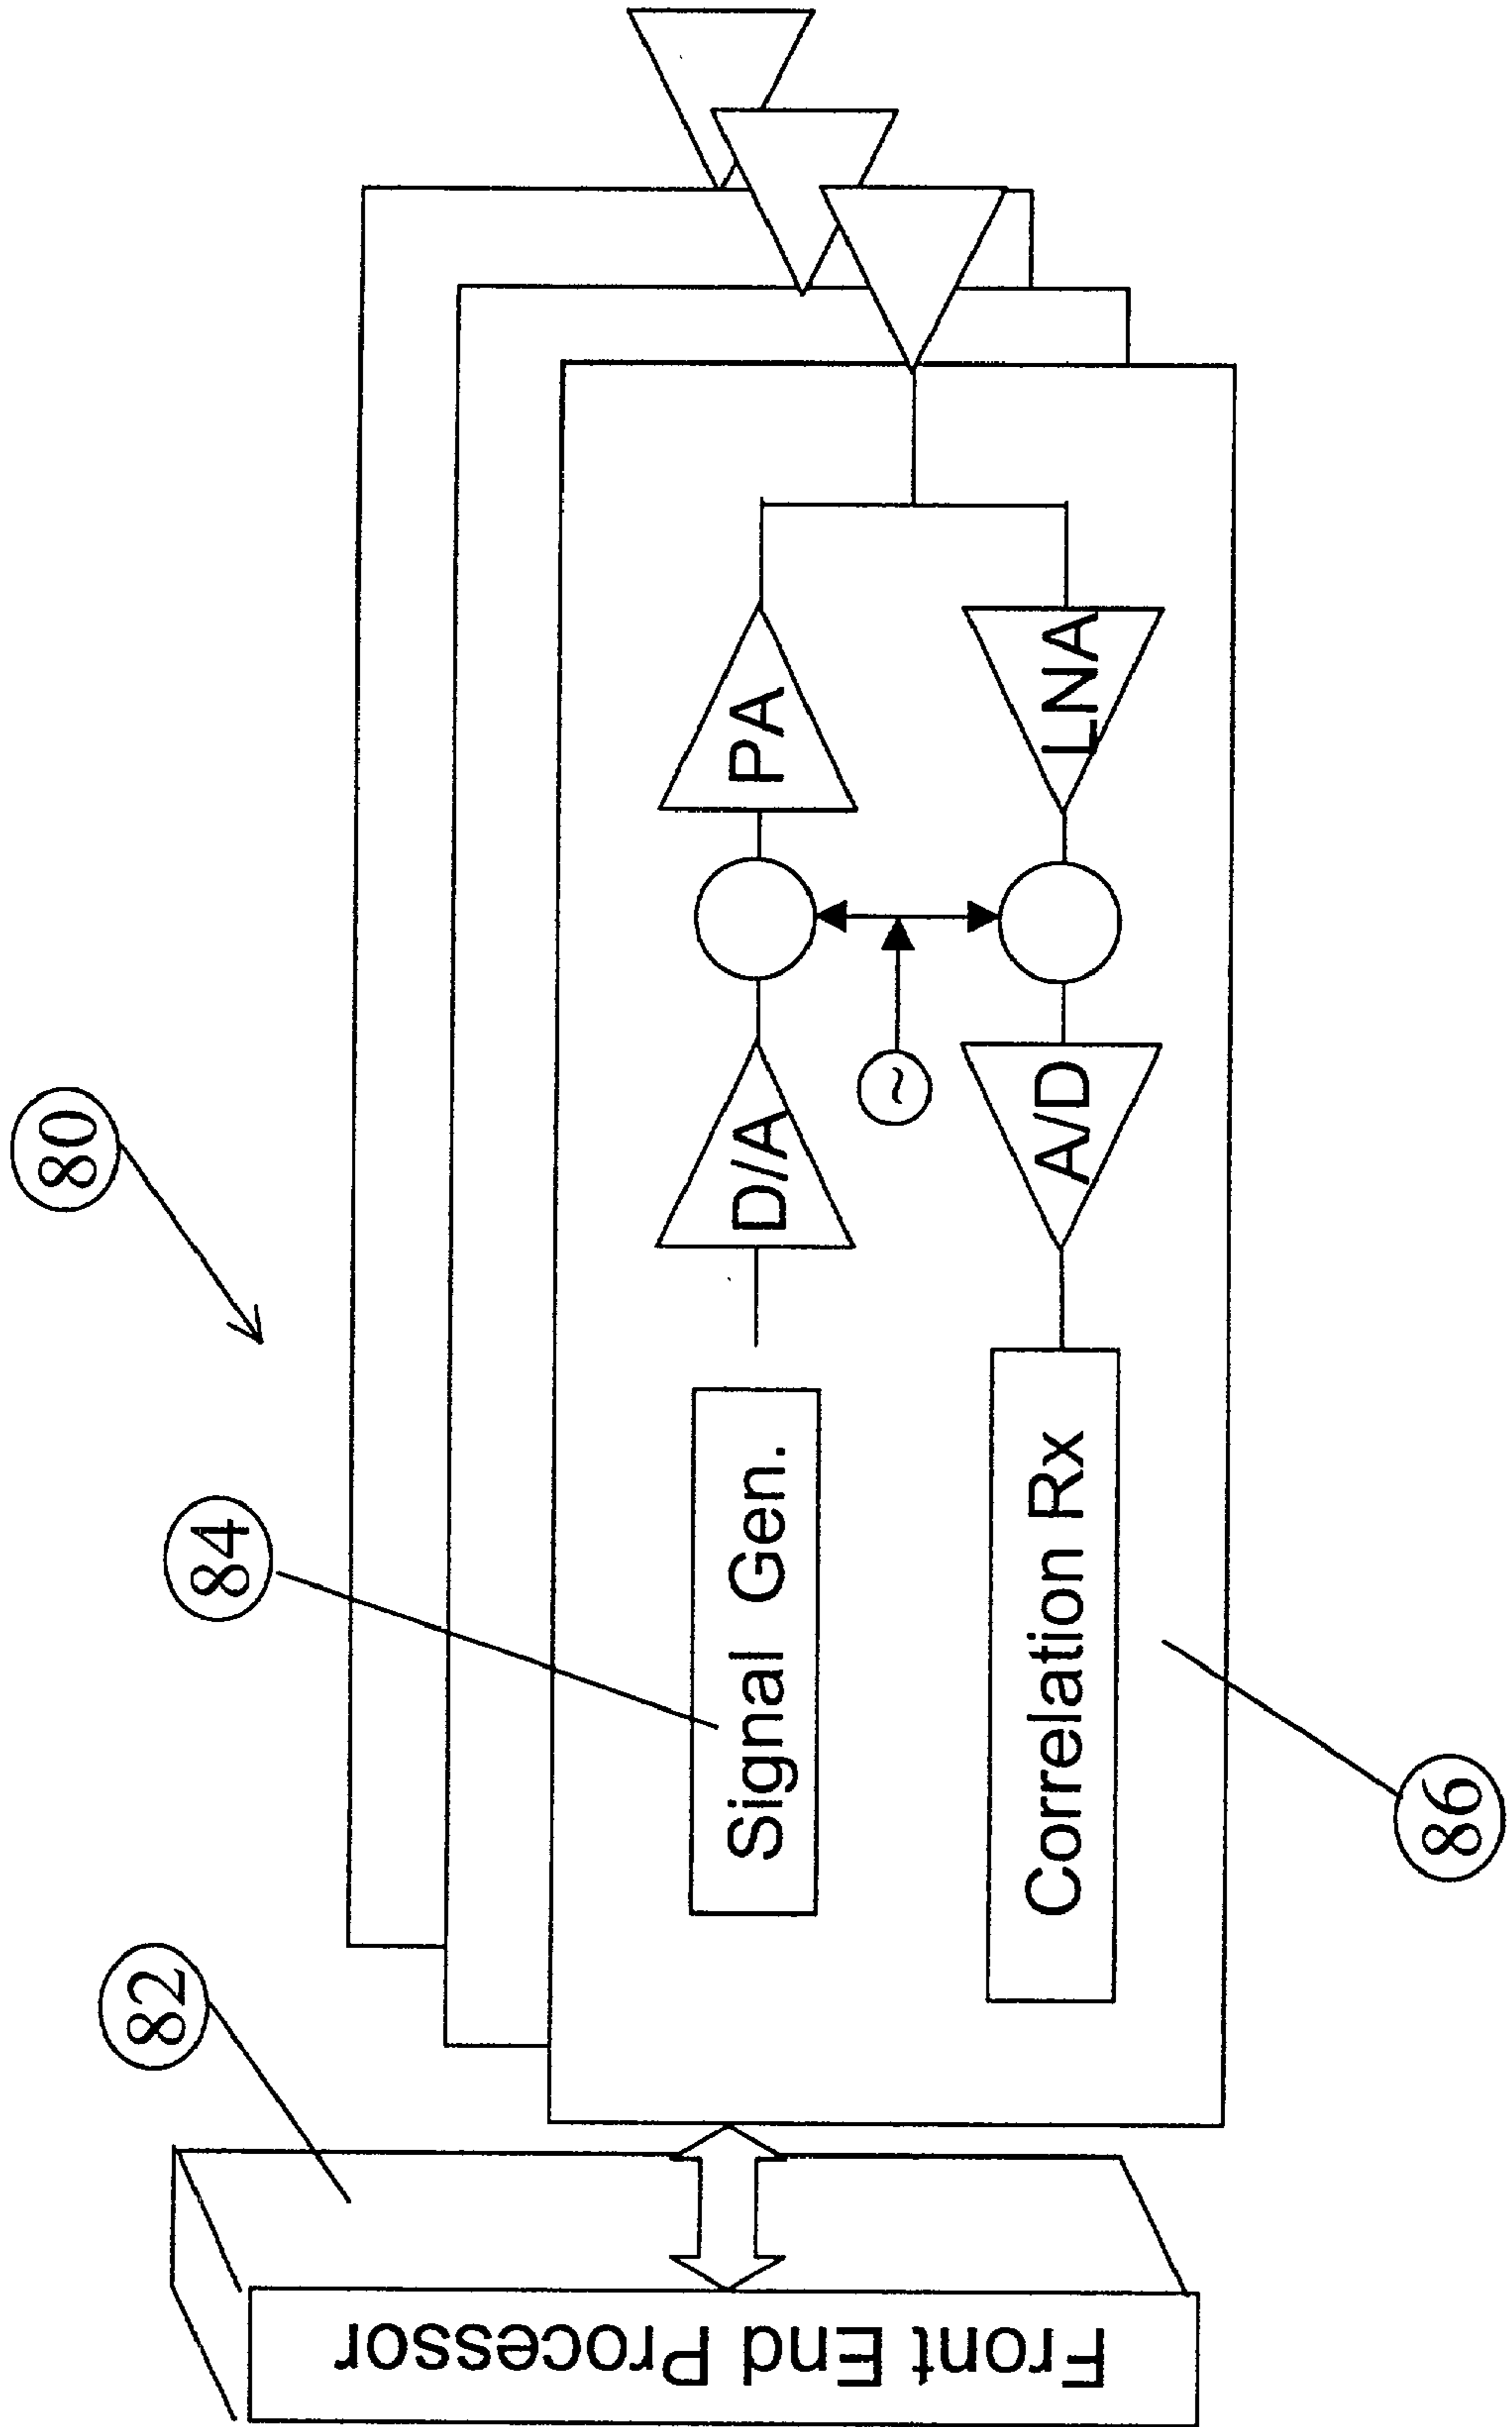 80
84
82
Signal Gen.
D/A
PA
~
Correlation Rx
A/D
LNA
Front End Processor
86